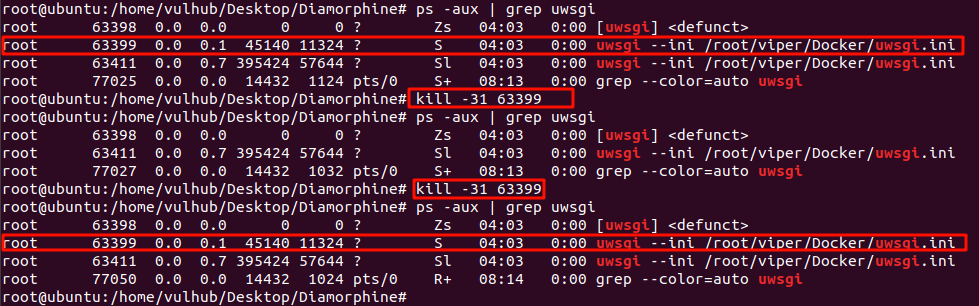 root@ubuntu:/home/vulhub/Desktop/Diamorphine# ps -aux | grep uwsgi
root 63398 0.0 0.0 0 0 ? Zs 04:03 0:00 [uwsgi] <defunct>
root 63399 0.0 0.1 45140 11324 ? S 04:03 0:00 uwsgi --ini /root/viper/Docker/uwsgi.ini
root 63411 0.0 0.7 395424 57644 ? Sl 04:03 0:00 uwsgi --ini /root/viper/Docker/uwsgi.ini
root 77025 0.0 0.0 14432 1124 pts/0 S+ 08:13 0:00 grep --color=auto uwsgi
root@ubuntu:/home/vulhub/Desktop/Diamorphine# kill -31 63399
root@ubuntu:/home/vulhub/Desktop/Diamorphine# ps -aux | grep uwsgi
root 63398 0.0 0.0 0 0 ? Zs 04:03 0:00 [uwsgi] <defunct>
root 63411 0.0 0.7 395424 57644 ? Sl 04:03 0:00 uwsgi --ini /root/viper/Docker/uwsgi.ini
root 77027 0.0 0.0 14432 1032 pts/0 S+ 08:13 0:00 grep --color=auto uwsgi
root@ubuntu:/home/vulhub/Desktop/Diamorphine# kill -31 63399
root@ubuntu:/home/vulhub/Desktop/Diamorphine# ps -aux | grep uwsgi
root 63398 0.0 0.0 0 0 ? Zs 04:03 0:00 [uwsgi] <defunct>
root 63399 0.0 0.1 45140 11324 ? S 04:03 0:00 uwsgi --ini /root/viper/Docker/uwsgi.ini
root 63411 0.0 0.7 395424 57644 ? Sl 04:03 0:00 uwsgi --ini /root/viper/Docker/uwsgi.ini
root 77050 0.0 0.0 14432 1024 pts/0 R+ 08:14 0:00 grep --color=auto uwsgi
root@ubuntu:/home/vulhub/Desktop/Diamorphine#